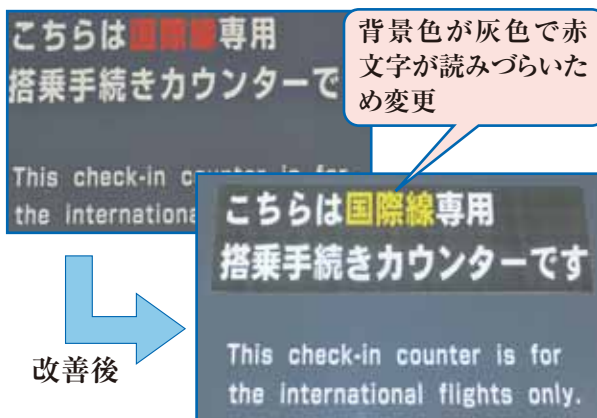 こちらは国際線専用
搭乗手続きカウンターで
This check-in counter is for
the internationa
背景色が灰色で赤
文字が読みづらいた
め変更
こちらは国際線専用
搭乗手続きカウンターです
This check-in counter is for
the international flights only.
改善後